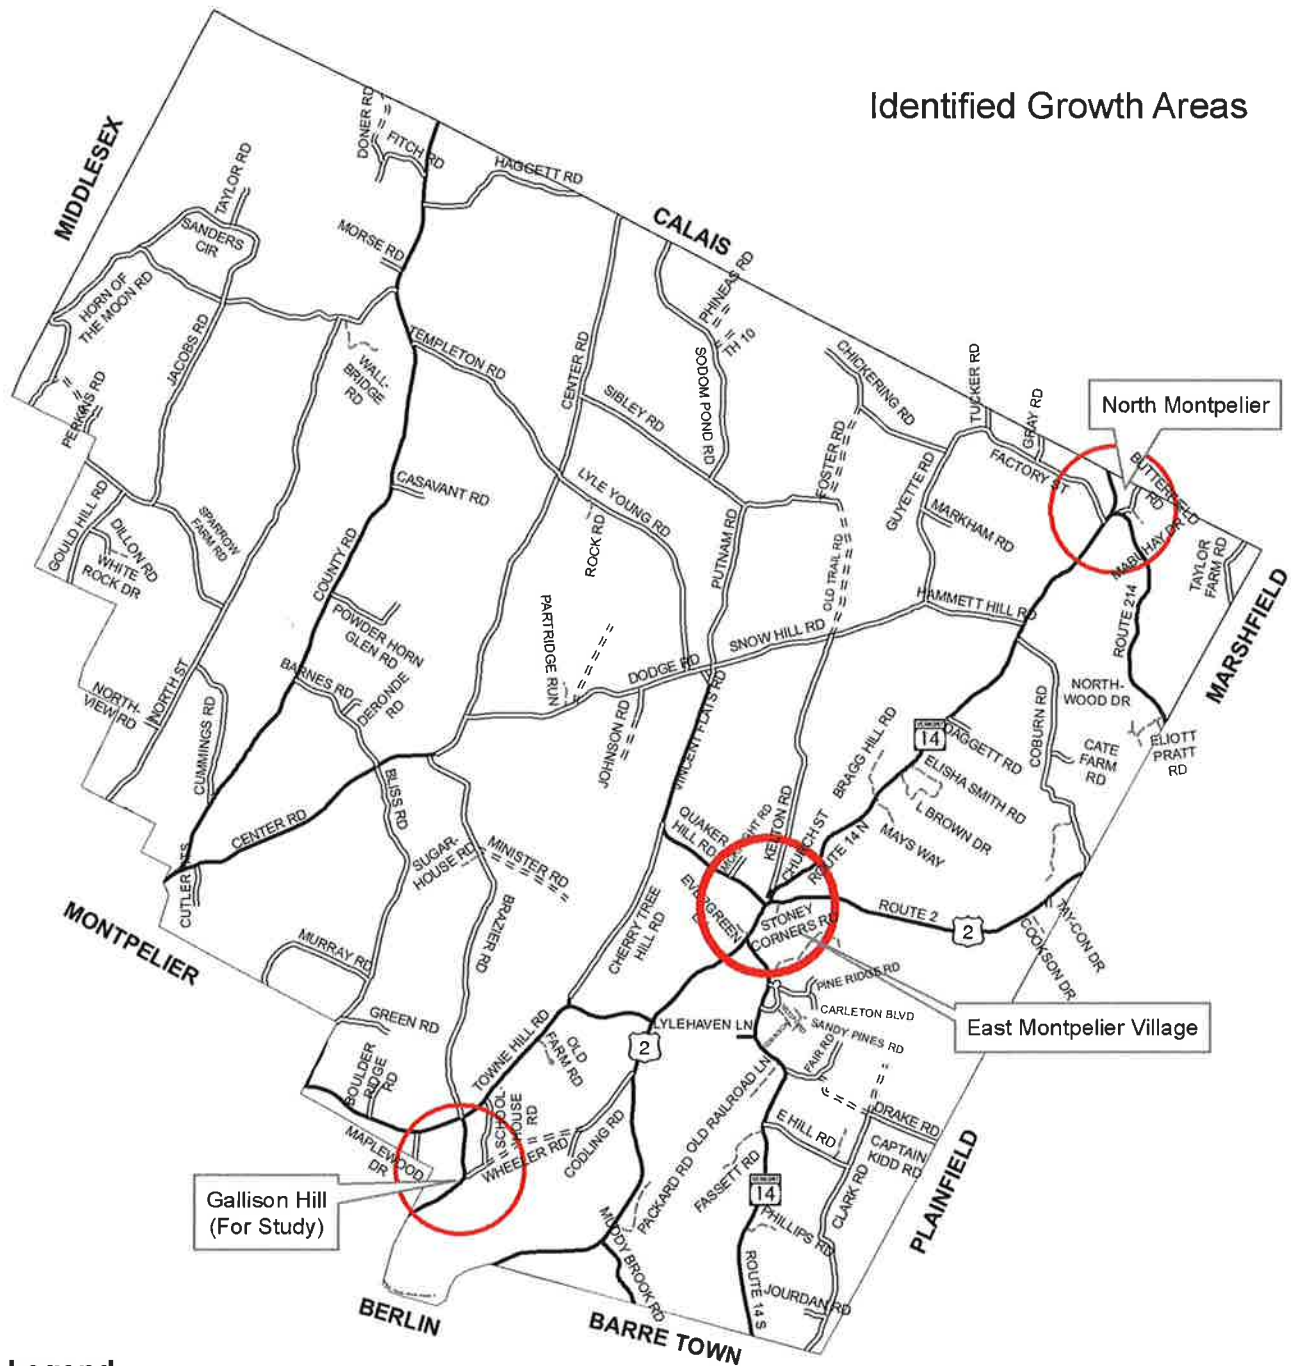 Identified Growth Areas
MIDDLESEX
CALAIS
DONER RD
FITCH RD
HAGGETT RD
TAYLOR RD
SANDERS
CIR
MORSE RD
HORN OF
THE MOON RD
JACOBS RD
PERKINS RD
WALL-
BRIDGE
RD
TEMPLETON RD
CENTER RD
SIBLEY RD
SODOM POND RD
PHINEAS RD
TH 10
CHICKERING RD
TUCKER RD
GRAY RD
North Montpelier
FACTORY ST
BUTTERFIELD
RD
MABUHAY DR
TAYLOR
FARM RD
MARSHFIELD
FOSTER RD
GUYETTE RD
MARKHAM RD
CASAVANT RD
LYLE YOUNG RD
ROCK RD
PUTNAM RD
OLD TRAIL RD
HAMMETT HILL RD
ROUTE 214
GOULD HILL RD
DILLON RD
WHITE
ROCK DR
SPARROW
FARM RD
COUNTY RD
POWDER HORN
GLEN RD
PARTRIDGE RUN
DODGE RD
SNOW HILL RD
NORTH-
VIEW RD
NORTH ST
CUMMINGS RD
BARNES RD
DERONDE
RD
JOHNSON RD
VINCENT FLATS RD
BRAGG HILL RD
VERMONT
14
DAGGETT RD
COBURN RD
NORTH-
WOOD DR
CATE
FARM
RD
ELIOTT
PRATT
RD
ELISHA SMITH RD
L BROWN DR
MAYS WAY
CENTER RD
BLISS RD
SUGAR-
HOUSE RD
MINISTER RD
QUAKER
HILL RD
KELTON RD
CHURCH ST
ROUTE 14 N
CUTLER HTS
MONTPELIER
MURRAY RD
BRAZIER RD
CHERRY TREE
HILL RD
EVERGREEN
STONEY
CORNERS RD
ROUTE 2
2
TAY-CON DR
COOKSON DR
PINE RIDGE RD
CARLETON BLVD
SANDY PINES RD
East Montpelier Village
GREEN RD
LYLEHAVEN LN
2
FAIR RD
BOULDER
RIDGE
RD
TOWNE HILL RD
OLD
FARM RD
SCHOOL-
HOUSE
RD
WHEELER RD
CODLING RD
OLD RAILROAD LN
E HILL RD
DRAKE RD
CAPTAIN
KIDD RD
MAPLEWOOD
DR
Gallison Hill
(For Study)
PACKARD RD
FASSETT RD
VERMONT
14
CLARK RD
PHILLIPS RD
PLAINFIELD
MUDDY BROOK RD
ROUTE 14 S
JOURDAN RD
BERLIN
BARRE TOWN